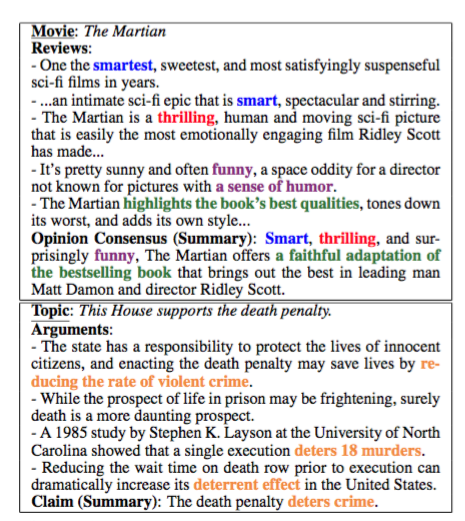 Movie: The Martian
Reviews:
- One the smartest, sweetest, and most satisfyingly suspenseful
sci-fi films in years.
- ...an intimate sci-fi epic that is smart, spectacular and stirring.
- The Martian is a thrilling, human and moving sci-fi picture
that is easily the most emotionally engaging film Ridley Scott
has made...
- It's pretty sunny and often funny, a space oddity for a director
not known for pictures with a sense of humor.
- The Martian highlights the book's best qualities, tones down
its worst, and adds its own style...
Opinion Consensus (Summary): Smart, thrilling, and sur-
prisingly funny, The Martian offers a faithful adaptation of
the bestselling book that brings out the best in leading man
Matt Damon and director Ridley Scott.
Topic: This House supports the death penalty.
Arguments:
- The state has a responsibility to protect the lives of innocent
citizens, and enacting the death penalty may save lives by re-
ducing the rate of violent crime.
- While the prospect of life in prison may be frightening, surely
death is a more daunting prospect.
- A 1985 study by Stephen K. Layson at the University of North
Carolina showed that a single execution deters 18 murders.
- Reducing the wait time on death row prior to execution can
dramatically increase its deterrent effect in the United States.
Claim (Summary): The death penalty deters crime.